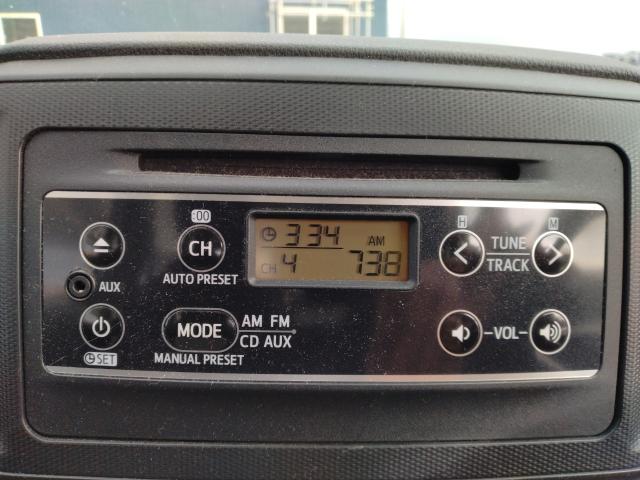 :00
H
M
3:34 AM
CH 4 738
CH
AUTO PRESET
TUNE
TRACK
AUX
MODE
AM FM
CD AUX
MANUAL PRESET
-VOL-
SET